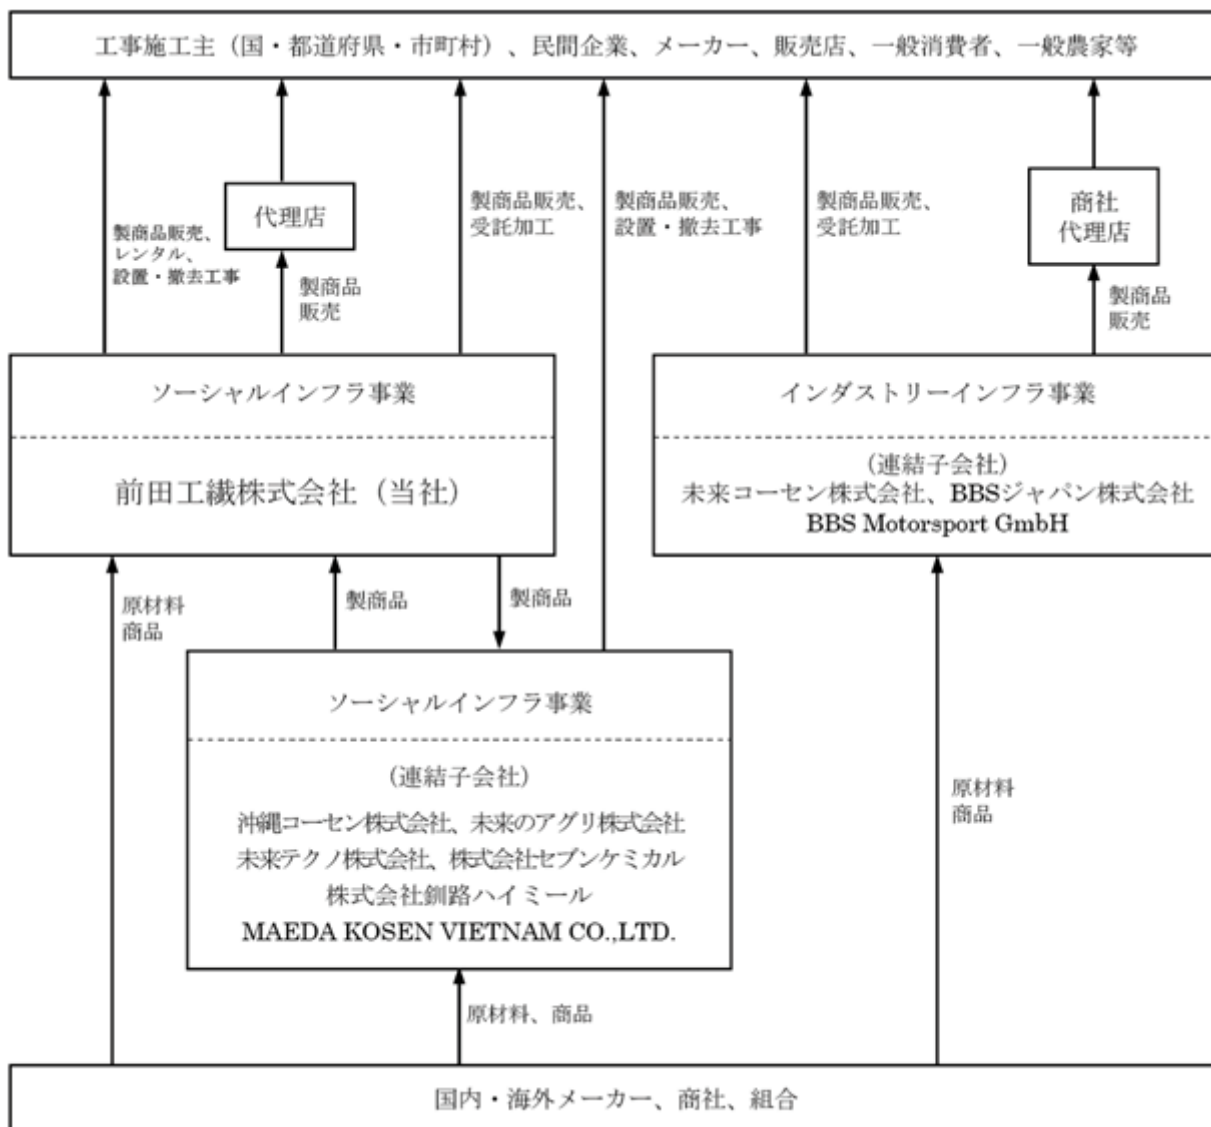 工事施工主（国・都道府県・市町村）、民間企業、メーカー、販売店、一般消費者、一般農家等
代理店
商社
代理店
製商品販売、
レンタル、
設置・撤去工事
製商品
販売
製商品販売、
受託加工
製商品販売、
設置・撤去工事
製商品販売、
受託加工
製商品
販売
ソーシャルインフラ事業
前田工繊株式会社（当社）
インダストリーインフラ事業
（連結子会社）
未来コーセン株式会社、BBSジャパン株式会社
BBS Motorsport GmbH
原材料
商品
製商品
製商品
ソーシャルインフラ事業
（連結子会社）
沖縄コーセン株式会社、未来のアグリ株式会社
未来テクノ株式会社、株式会社セブンケミカル
株式会社釧路ハイミール
MAEDA KOSEN VIETNAM CO.,LTD.
原材料
商品
原材料、商品
国内・海外メーカー、商社、組合